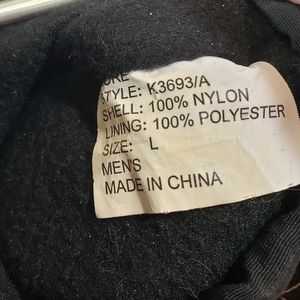 STYLE: K3693/A
SHELL: 100% NYLON
LINING: 100% POLYESTER
SIZE: L
MEN'S
MADE IN CHINA